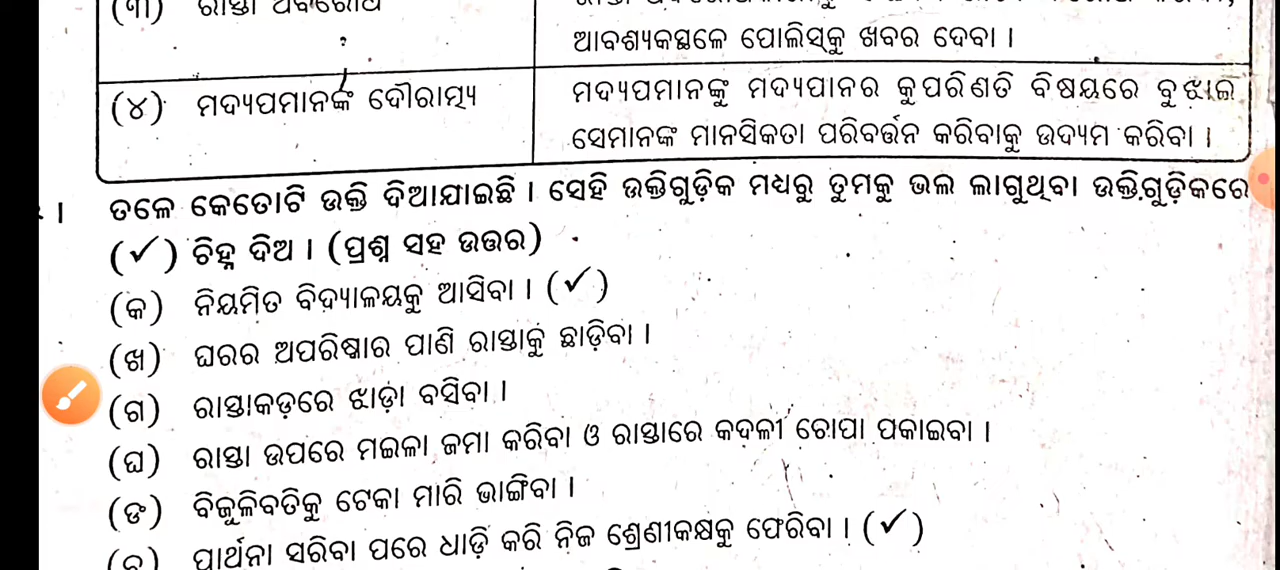 (୩) ରାସ୍ତା ଅବରୋଧ
ଆବଶ୍ୟକସ୍ଥଳେ ପୋଲିସ୍‌କୁ ଖବର ଦେବା ।
(୪) ମଦ୍ୟପମାନଙ୍କ ଦୌରାତ୍ମ୍ୟ
ମଦ୍ୟପମାନଙ୍କୁ ମଦ୍ୟପାନର କୁପରିଣତି ବିଷୟରେ ବୁଝାଇ
ସେମାନଙ୍କ ମାନସିକତା ପରିବର୍ତ୍ତନ କରିବାକୁ ଉଦ୍ୟମ କରିବା ।
। ତଳେ କେତୋଟି ଉକ୍ତି ଦିଆଯାଇଛି । ସେହି ଉକ୍ତିଗୁଡ଼ିକ ମଧ୍ୟରୁ ତୁମକୁ ଭଲ ଲାଗୁଥିବା ଉକ୍ତିଗୁଡ଼ିକରେ
(✓) ଚିହ୍ନ ଦିଅ । (ପ୍ରଶ୍ନ ସହ ଉତ୍ତର)
(କ) ନିୟମିତ ବିଦ୍ୟାଳୟକୁ ଆସିବା । (✓)
(ଖ) ଘରର ଅପରିଷ୍କାର ପାଣି ରାସ୍ତାକୁ ଛାଡ଼ିବା ।
(ଗ) ରାସ୍ତାକଡ଼ରେ ଝାଡ଼ା ବସିବା ।
(ଘ) ରାସ୍ତା ଉପରେ ମଇଳା ଜମା କରିବା ଓ ରାସ୍ତାରେ କଦଳୀ ଚୋପା ପକାଇବା ।
(ଙ) ବିଜୁଳିବତିକୁ ଟେକା ମାରି ଭାଙ୍ଗିବା ।
(ଚ) ପ୍ରାର୍ଥନା ସରିବା ପରେ ଧାଡ଼ି କରି ନିଜ ଶ୍ରେଣୀକକ୍ଷକୁ ଫେରିବା । (✓)